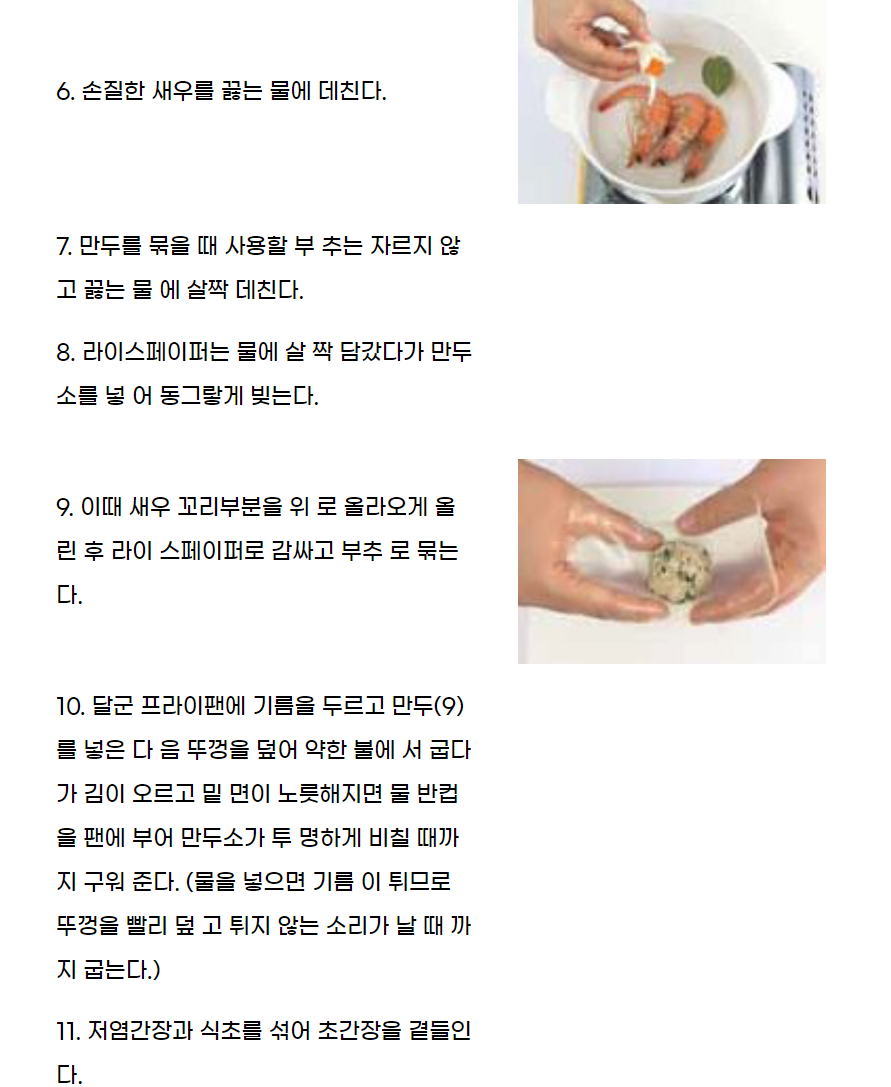 6. 손질한 새우를 끓는 물에 데친다.
7. 만두를 묶을 때 사용할 부 추는 자르지 않
고 끓는 물 에 살짝 데친다.
8. 라이스페이퍼는 물에 살 짝 담갔다가 만두
소를 넣 어 동그랗게 빚는다.
9. 이때 새우 꼬리부분을 위 로 올라오게 올
린 후 라이 스페이퍼로 감싸고 부추 로 묶는
다.
10. 달군 프라이팬에 기름을 두르고 만두(9)
를 넣은 다 음 뚜껑을 덮어 약한 불에 서 굽다
가 김이 오르고 밑 면이 노릇해지면 물 반컵
을 팬에 부어 만두소가 투 명하게 비칠 때까
지 구워 준다. (물을 넣으면 기름 이 튀므로
뚜껑을 빨리 덮 고 튀지 않는 소리가 날 때 까
지 굽는다.)
11. 저염간장과 식초를 섞어 초간장을 곁들인
다.